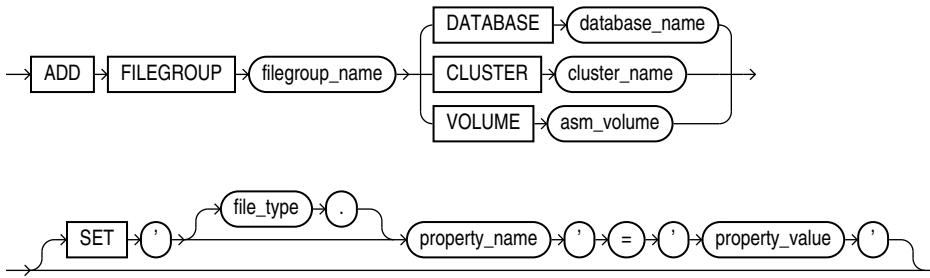 DATABASE database_name
ADD FILEGROUP filegroup_name CLUSTER cluster_name
VOLUME asm_volume
file_type .
SET ' property_name ' = ' property_value '